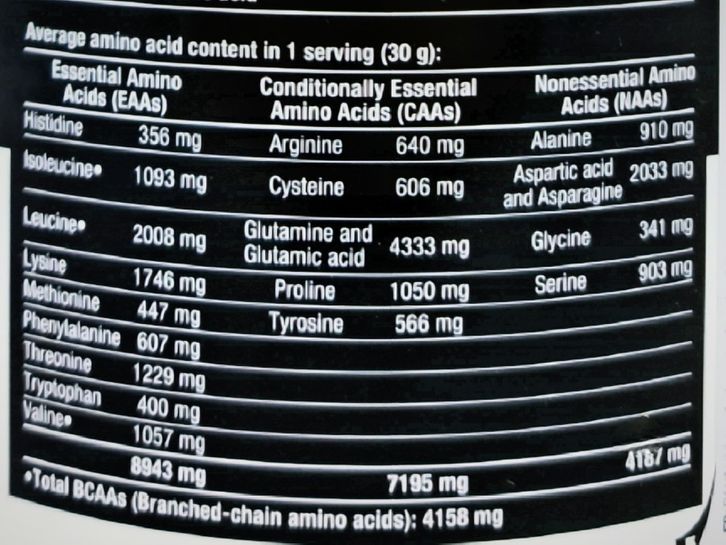 Average amino acid content in 1 serving (30 g):
Essential Amino Acids (EAAs) Conditionally Essential Amino Acids (CAAs) Nonessential Amino Acids (NAAs)
Histidine 356 mg Arginine 640 mg Alanine 910 mg
Isoleucine• 1093 mg Cysteine 606 mg Aspartic acid and Asparagine 2033 mg
Leucine• 2008 mg Glutamine and Glutamic acid 4333 mg Glycine 341 mg
Lysine 1746 mg Proline 1050 mg Serine 903 mg
Methionine 447 mg Tyrosine 566 mg
Phenylalanine 607 mg
Threonine 1229 mg
Tryptophan 400 mg
Valine• 1057 mg
8943 mg 7195 mg 4187 mg
•Total BCAAs (Branched-chain amino acids): 4158 mg